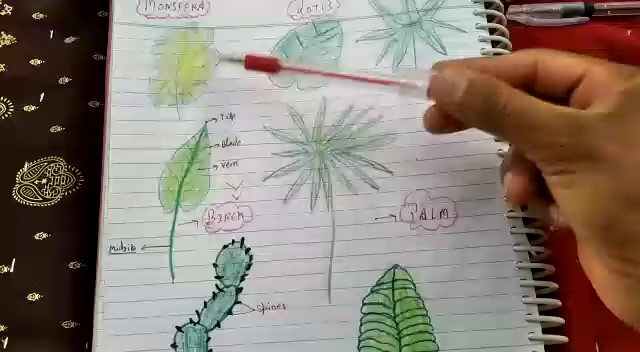 MONSTERA
LOTUS
Tip
Blade
Vein
BIRCH
PALM
midrib
spines